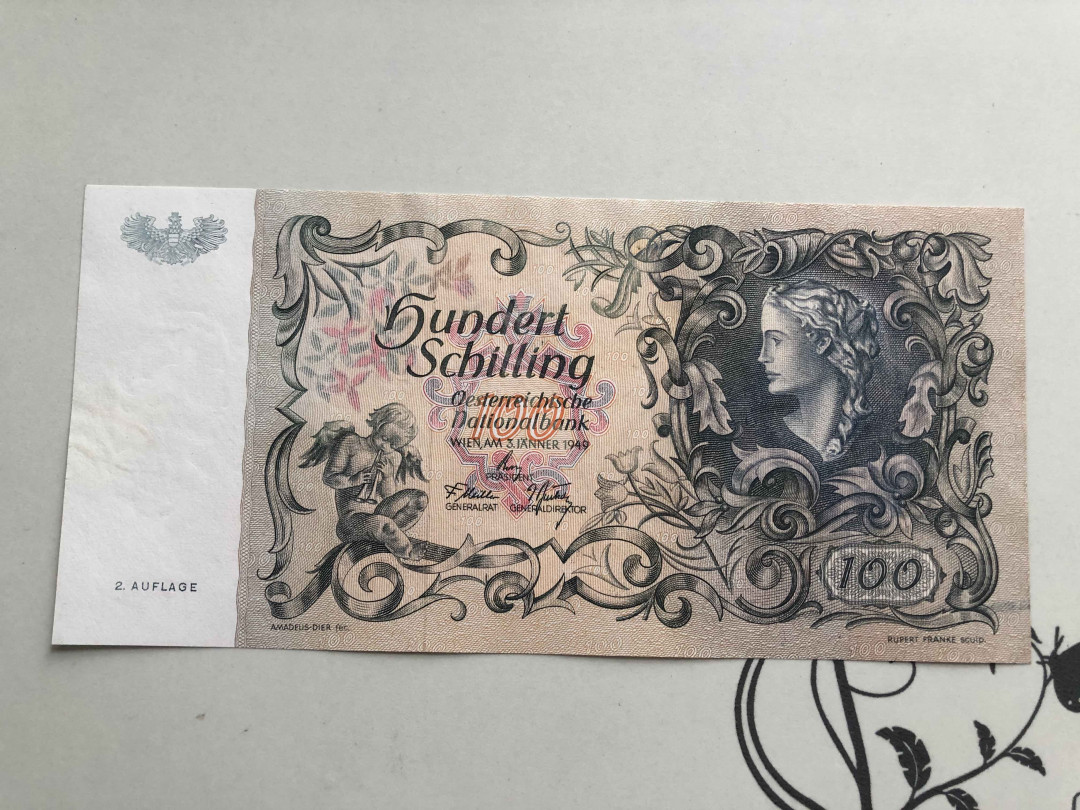 Hundert
Schilling
Oesterreichische
Nationalbank
100
WIEN, AM 3. JÄNNER 1949
PRÄSIDENT
GENERALRAT GENERALDIREKTOR
2. AUFLAGE
100
AMADEUS-DIER fec.
RUPERT FRANKE sculp.